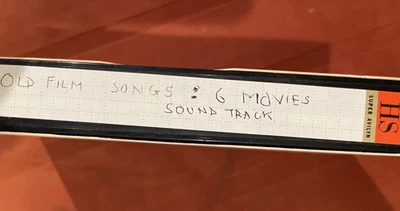 OLD FILM SONGS : 6 MOVIES
SOUND TRACK
HS
SUPER AVILYN